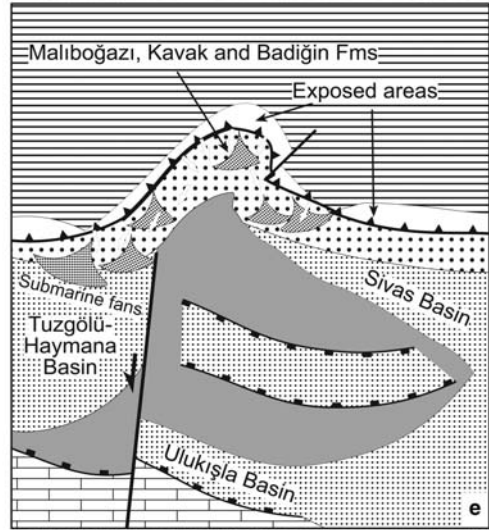 Malıboğazı, Kavak and Badiğin Fms
Exposed areas
Submarine fans
Tuzgölü-
Haymana
Basin
Sivas Basin
Ulukışla Basin
e